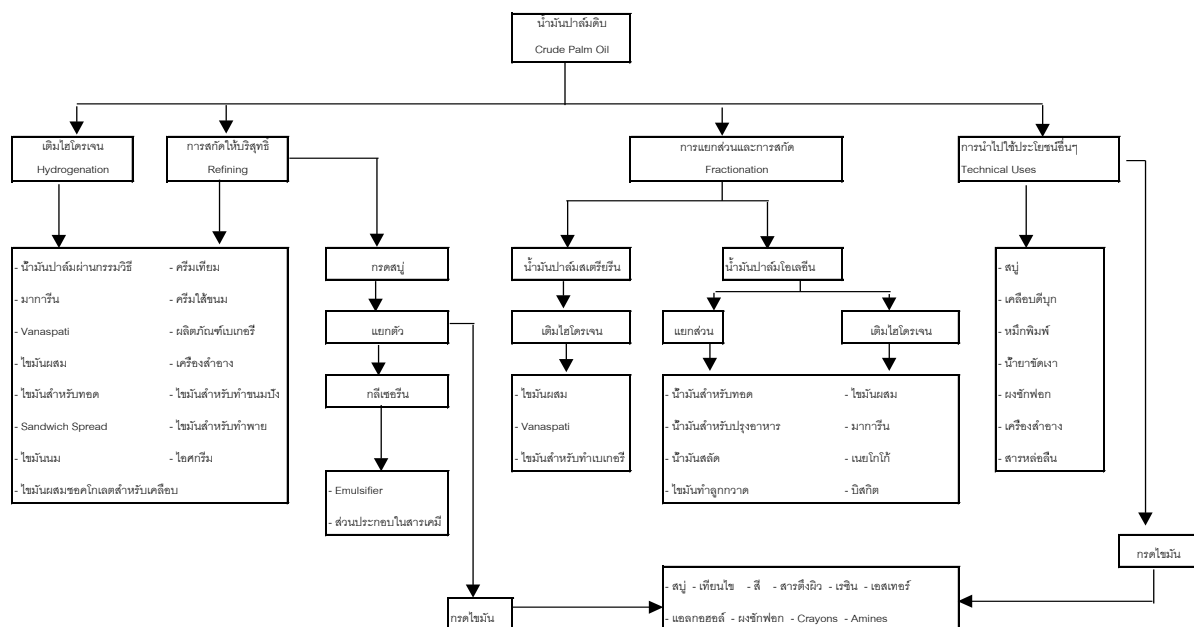 น้ำมันปาล์มดิบ
Crude Palm Oil
เติมไฮโดรเจน
Hydrogenation
การสกัดให้บริสุทธิ์
Refining
การแยกส่วนและการสกัด
Fractionation
การนำไปใช้ประโยชน์อื่นๆ
Technical Uses
- น้ำมันปาล์มผ่านกรรมวิธี
- มาการีน
- Vanaspati
- ไขมันผสม
- ไขมันสำหรับทอด
- Sandwich Spread
- ไขมันนม
- ไขมันผสมชอคโกเลตสำหรับเคลือบ
- ครีมเทียม
- ครีมใส้ขนม
- ผลิตภัณฑ์เบเกอรี
- เครื่องสำอาง
- ไขมันสำหรับทำขนมปัง
- ไขมันสำหรับทำพาย
- ไอศกรีม
กรดสบู่
แยกตัว
กลีเซอรีน
- Emulsifier
- ส่วนประกอบในสารเคมี
กรดไขมัน
น้ำมันปาล์มสเตรียรีน
เติมไฮโดรเจน
- ไขมันผสม
- Vanaspati
- ไขมันสำหรับทำเบเกอรี
น้ำมันปาล์มโอเลอีน
แยกส่วน
เติมไฮโดรเจน
- น้ำมันสำหรับทอด
- น้ำมันสำหรับปรุงอาหาร
- น้ำมันสลัด
- ไขมันทำลูกกวาด
- ไขมันผสม
- มาการีน
- เนยโกโก้
- บิสกิต
- สบู่
- เคลือบดีบุก
- หมึกพิมพ์
- น้ำยาขัดเงา
- ผงซักฟอก
- เครื่องสำอาง
- สารหล่อลื่น
กรดไขมัน
- สบู่ - เทียนไข - สี - สารตึงผิว - เรซิน - เอสเทอร์
- แอลกอฮอล์ - ผงซักฟอก - Crayons - Amines